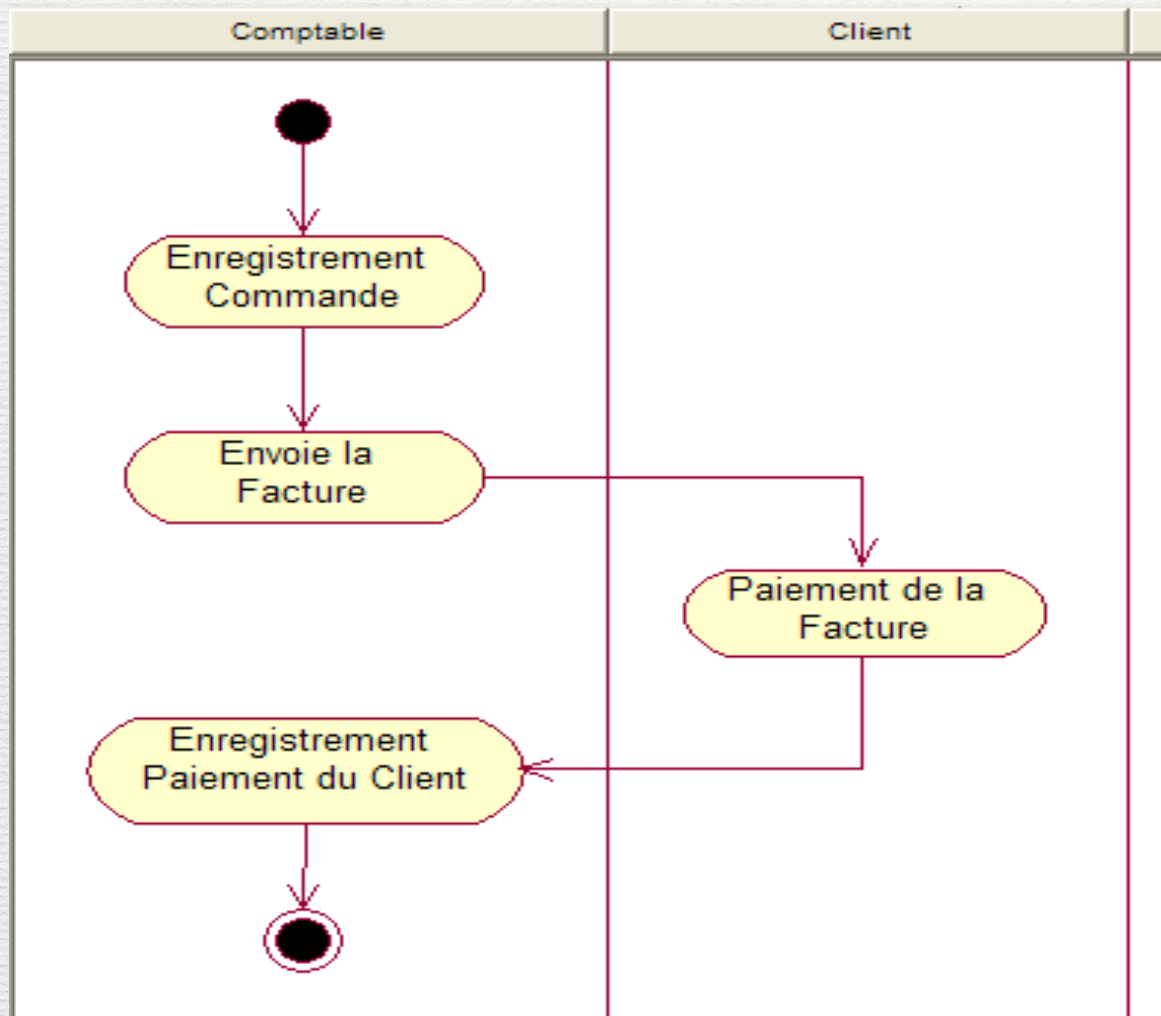 Comptable
Client
Enregistrement
Commande
Envoie la
Facture
Paiement de la
Facture
Enregistrement
Paiement du Client